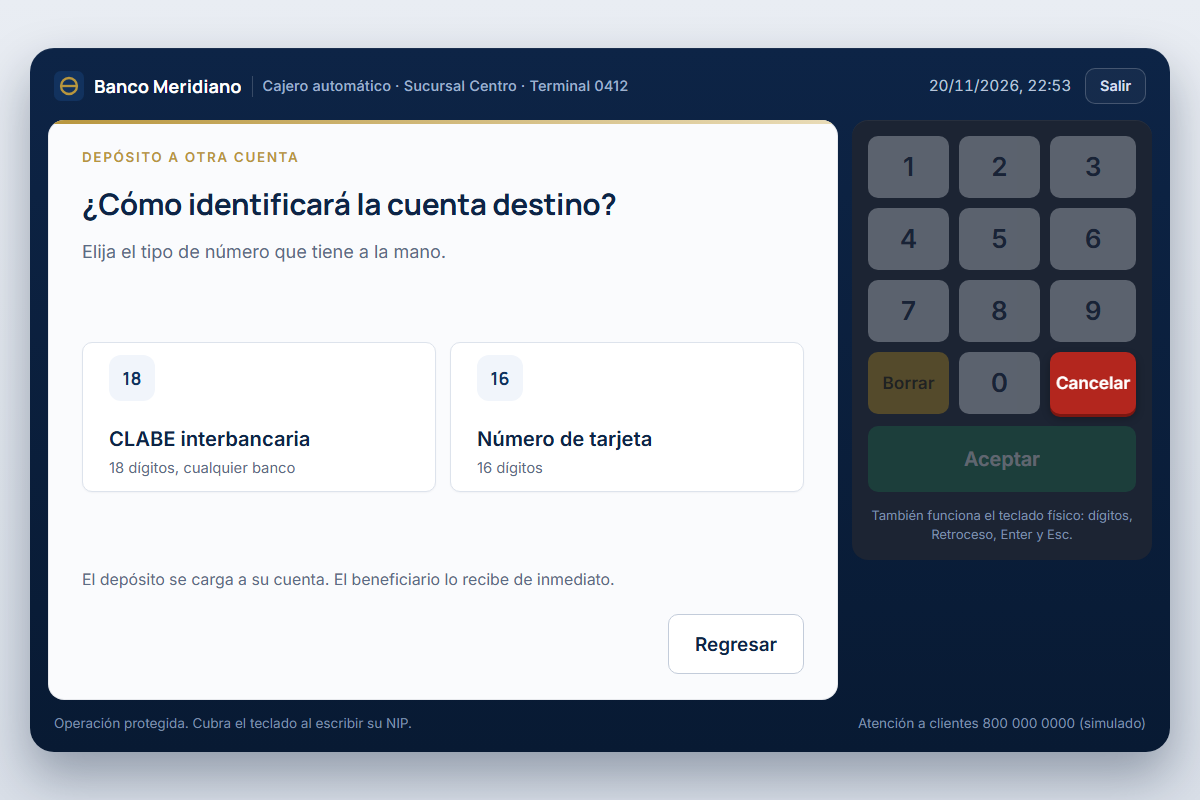 Banco Meridiano
Cajero automático · Sucursal Centro · Terminal 0412
20/11/2026, 22:53
Salir
DEPÓSITO A OTRA CUENTA
¿Cómo identificará la cuenta destino?
Elija el tipo de número que tiene a la mano.
18
CLABE interbancaria
18 dígitos, cualquier banco
16
Número de tarjeta
16 dígitos
El depósito se carga a su cuenta. El beneficiario lo recibe de inmediato.
Regresar
1 2 3
4 5 6
7 8 9
Borrar 0 Cancelar
Aceptar
También funciona el teclado físico: dígitos,
Retroceso, Enter y Esc.
Operación protegida. Cubra el teclado al escribir su NIP.
Atención a clientes 800 000 0000 (simulado)